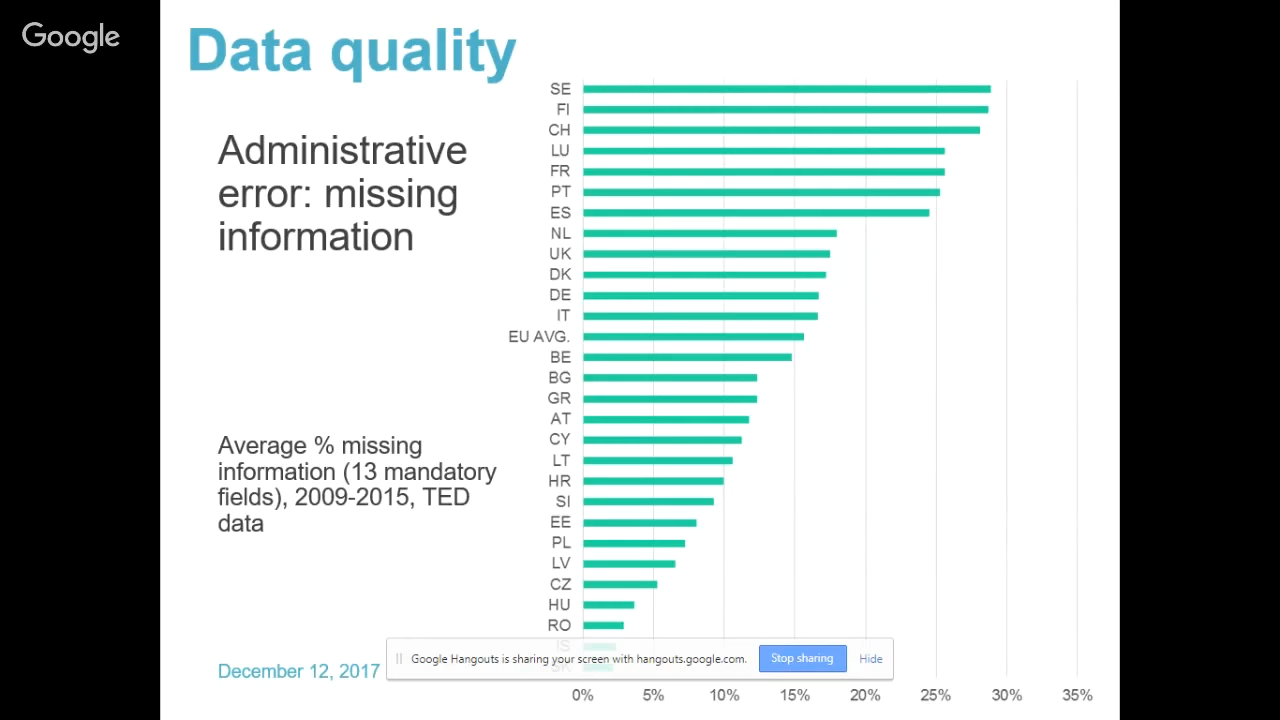 Google
Data quality
Administrative
error: missing
information
Average % missing
information (13 mandatory
fields), 2009-2015, TED
data
December 12, 2017
SE
FI
CH
LU
FR
PT
ES
NL
UK
DK
DE
IT
EU AVG.
BE
BG
GR
AT
CY
LT
HR
SI
EE
PL
LV
CZ
HU
RO
IS
Google Hangouts is sharing your screen with hangouts.google.com. Stop sharing Hide
0% 5% 10% 15% 20% 25% 30% 35%